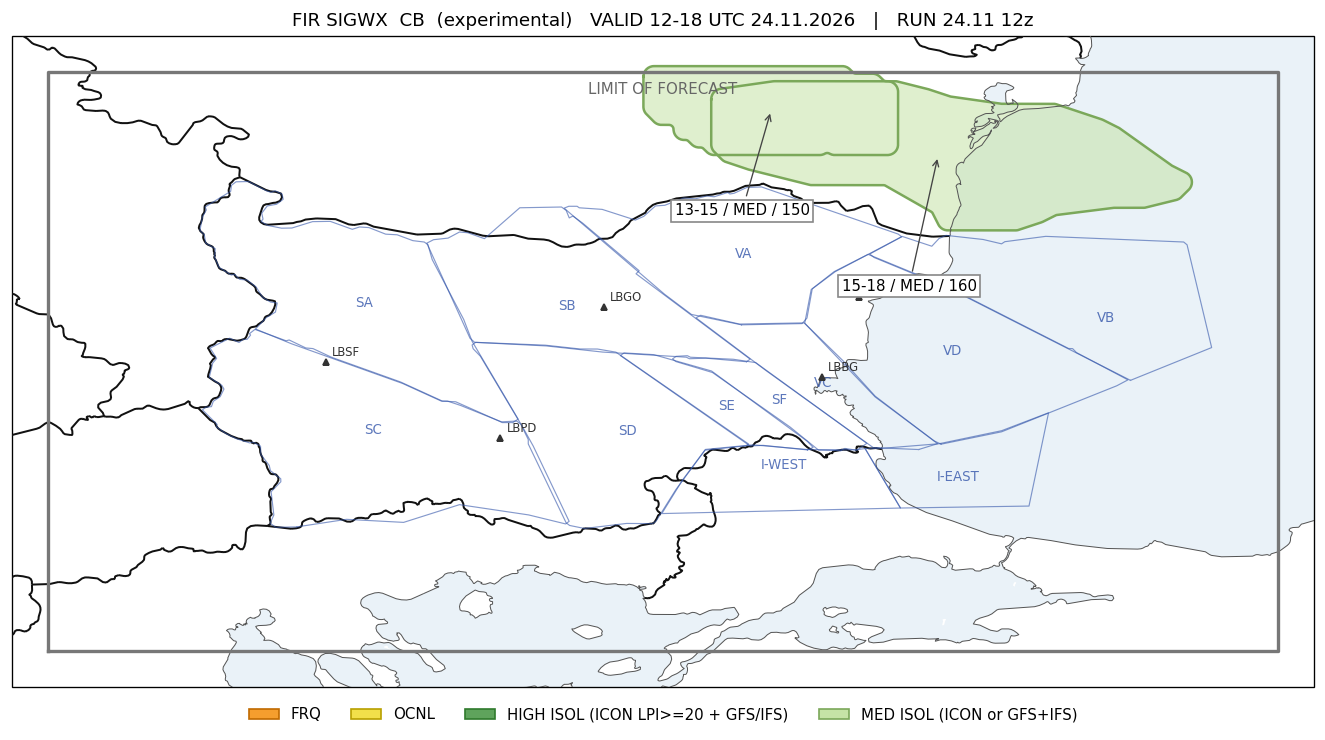 FIR SIGWX  CB  (experimental)   VALID 12-18 UTC 24.11.2026   |   RUN 24.11 12z
LIMIT OF FORECAST
13-15 / MED / 150
VA
15-18 / MED / 160
SA
SB
LBGO
VB
LBSF
VD
LBBG
VC
SE
SF
SC
LBPD
SD
I-WEST
I-EAST
FRQ
OCNL
HIGH ISOL (ICON LPI>=20 + GFS/IFS)
MED ISOL (ICON or GFS+IFS)